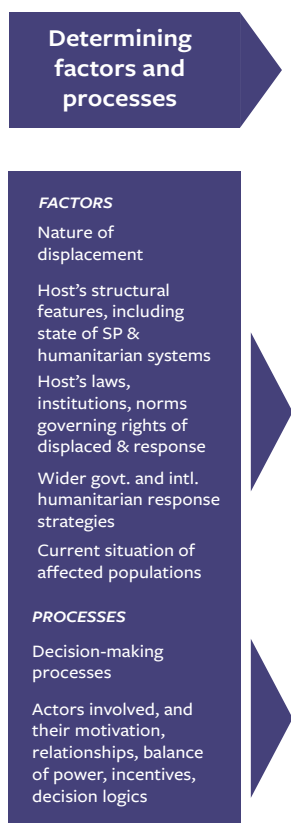 Determining
factors and
processes
FACTORS
Nature of
displacement
Host's structural
features, including
state of SP &
humanitarian systems
Host's laws,
institutions, norms
governing rights of
displaced & response
Wider govt. and intl.
humanitarian response
strategies
Current situation of
affected populations
PROCESSES
Decision-making
processes
Actors involved, and
their motivation,
relationships, balance
of power, incentives,
decision logics